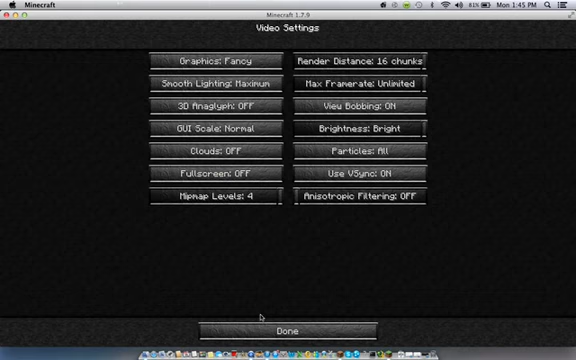 Minecraft
81%
Mon 1:45 PM
Minecraft 1.7.9
Video Settings
Graphics: Fancy
Render Distance: 16 chunks
Smooth Lighting: Maximum
Max Framerate: Unlimited
3D Anaglyph: OFF
View Bobbing: ON
GUI Scale: Normal
Brightness: Bright
Clouds: OFF
Particles: All
Fullscreen: OFF
Use VSync: ON
Mipmap Levels: 4
Anisotropic Filtering: OFF
Done